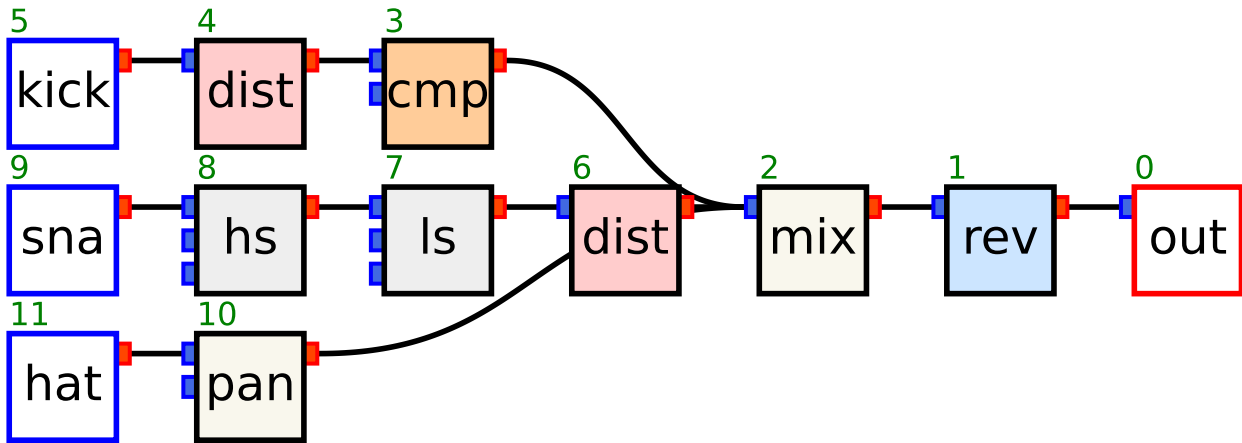 5 4 3
kick dist cmp
9 8 7 6 2 1 0
sna hs ls dist mix rev out
11 10
hat pan